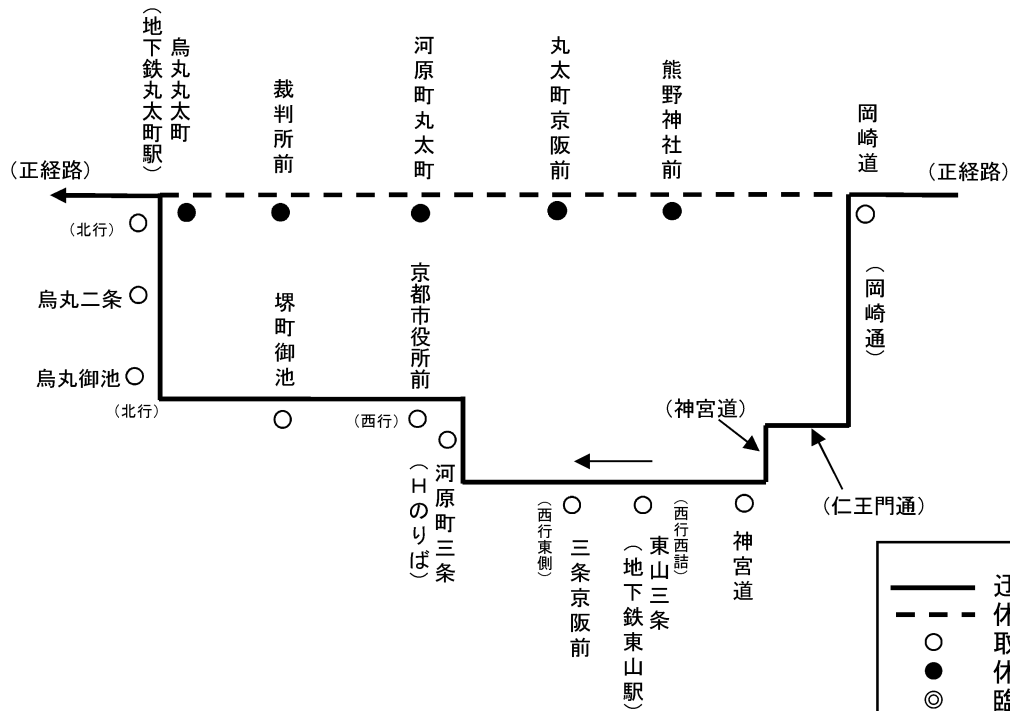 烏丸丸太町
（地下鉄丸太町駅）
裁判所前
河原町丸太町
丸太町京阪前
熊野神社前
岡崎道
（正経路）
（正経路）
（北行）
烏丸二条
烏丸御池
（北行）
堺町御池
京都市役所前
（西行）
河原町三条
（Hのりば）
（岡崎通）
（神宮道）
（仁王門通）
（西行東側）
三条京阪前
（西行西詰）
東山三条
（地下鉄東山駅）
神宮道
休
取
休
臨